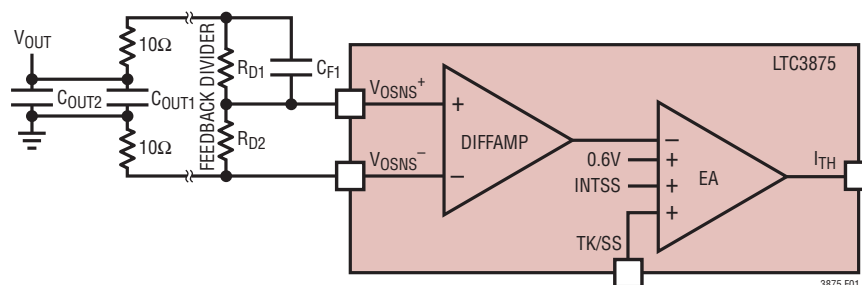 VOUT
10Ω
COUT2
COUT1
10Ω
FEEDBACK DIVIDER
RD1
RD2
CF1
LTC3875
VOSNS+
VOSNS–
+
DIFFAMP
–
–
0.6V
+
INTSS
+
EA
+
TK/SS
ITH
3875 F01